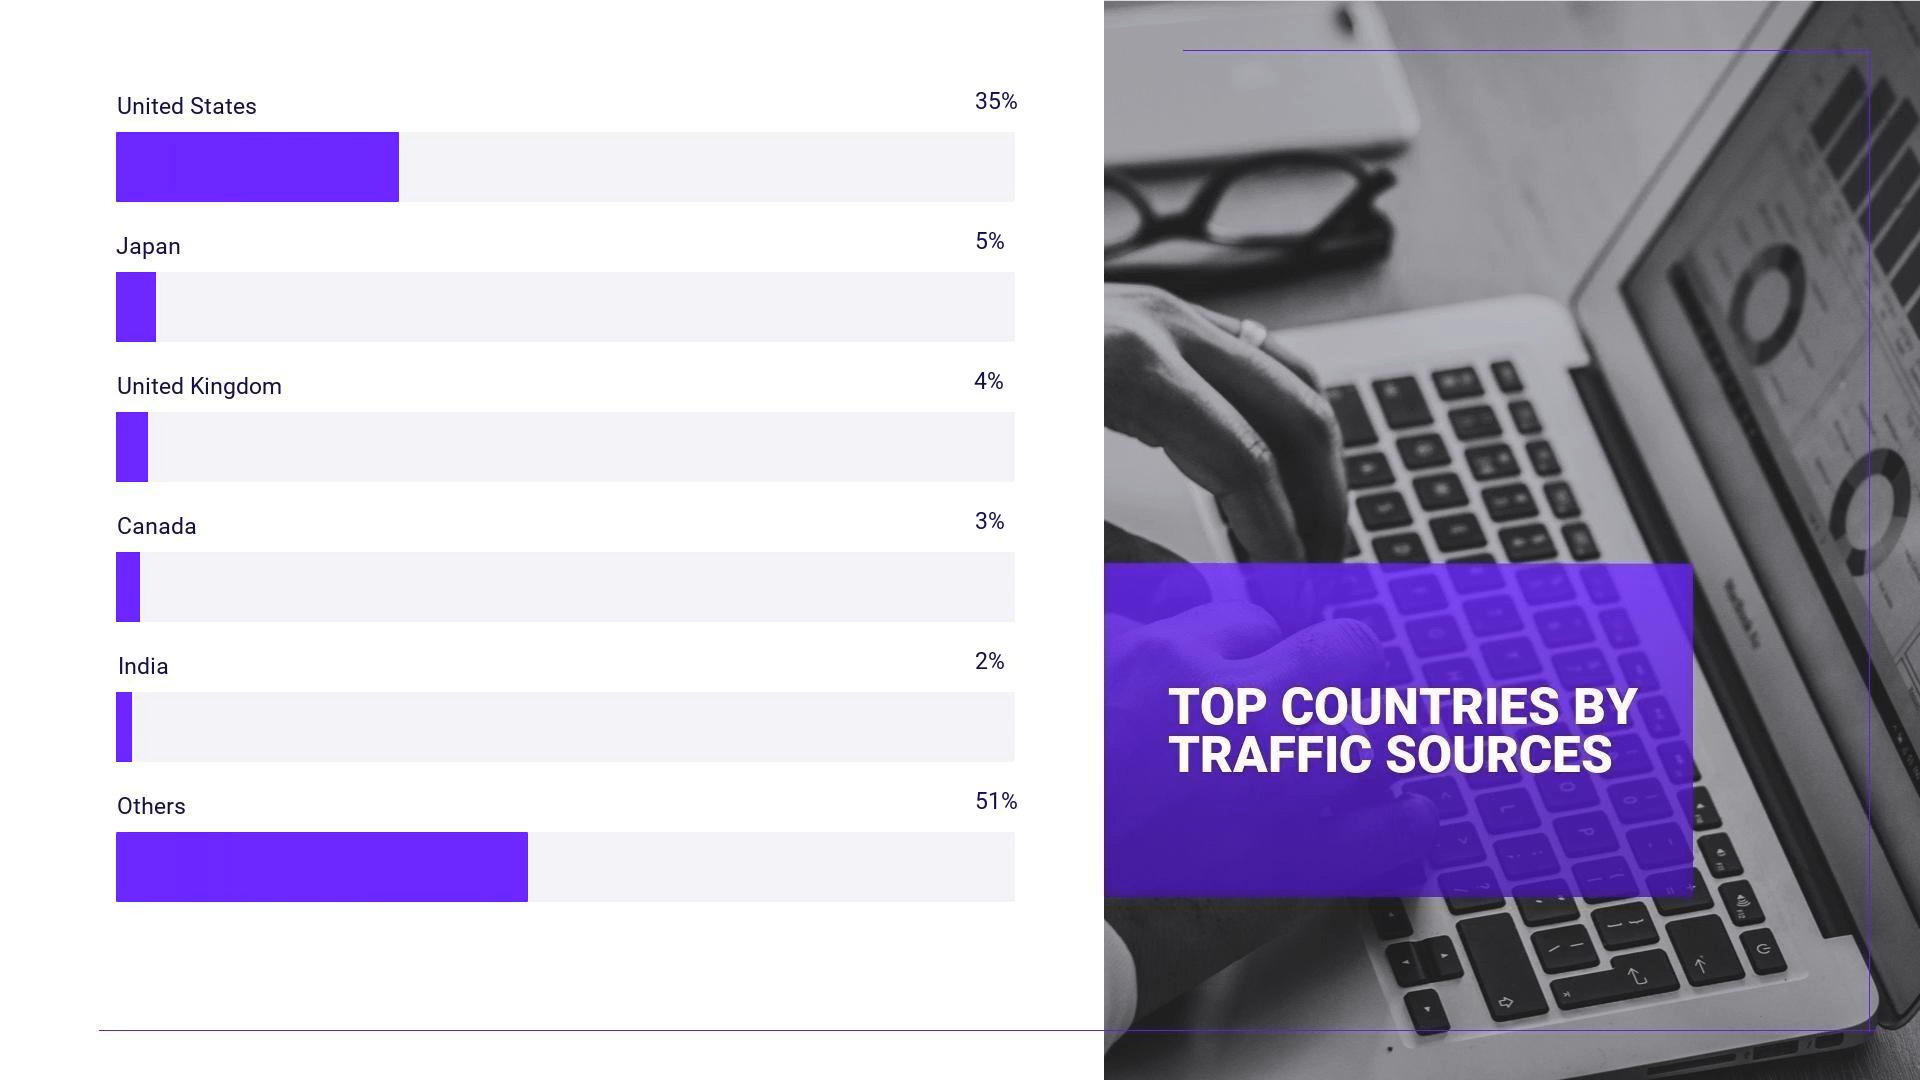 United States 35%
Japan 5%
United Kingdom 4%
Canada 3%
India 2%
Others 51%
TOP COUNTRIES BY
TRAFFIC SOURCES